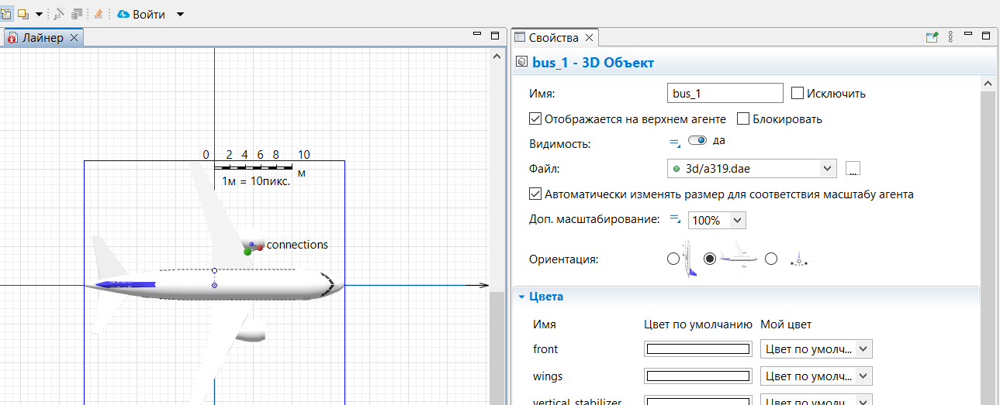 Войти
Лайнер
Свойства
bus_1 - 3D Объект
Имя: bus_1 Исключить
Отображается на верхнем агенте Блокировать
Видимость: да
Файл: 3d/a319.dae ...
Автоматически изменять размер для соответствия масштабу агента
Доп. масштабирование: 100%
Ориентация:
Цвета
Имя Цвет по умолчанию Мой цвет
front Цвет по умолч...
wings Цвет по умолч...
vertical_stabilizer Цвет по умолч...
0 2 4 6 8 10
м
1м = 10пикс.
connections